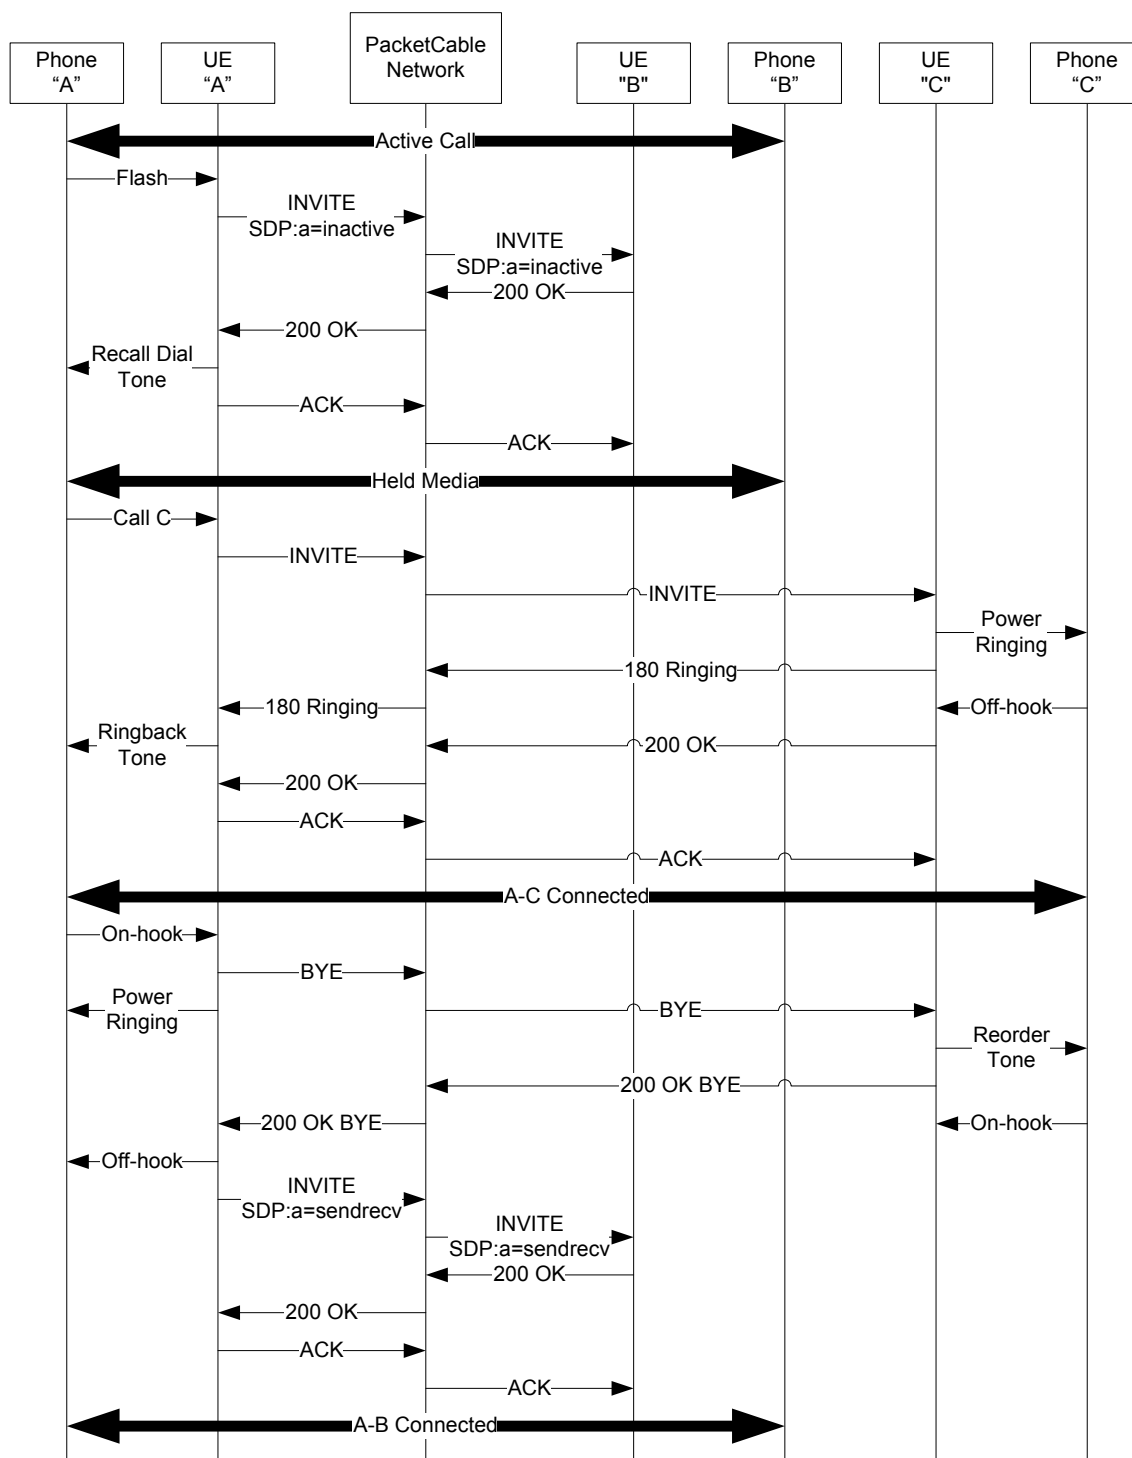 Phone
“A”
UE
“A”
PacketCable
Network
UE
"B"
Phone
“B”
UE
"C"
Phone
“C”
Active Call
Flash
INVITE
SDP:a=inactive
INVITE
SDP:a=inactive
200 OK
200 OK
Recall Dial
Tone
ACK
ACK
Held Media
Call C
INVITE
INVITE
Power
Ringing
180 Ringing
180 Ringing
Off-hook
Ringback
Tone
200 OK
200 OK
ACK
ACK
A-C Connected
On-hook
BYE
Power
Ringing
BYE
Reorder
Tone
200 OK BYE
200 OK BYE
On-hook
Off-hook
INVITE
SDP:a=sendrecv
INVITE
SDP:a=sendrecv
200 OK
200 OK
ACK
ACK
A-B Connected